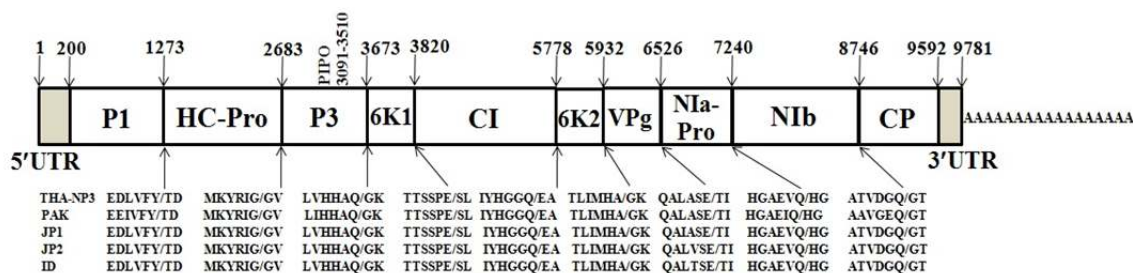 1 200 1273 2683 PIPO 3091-3510 3673 3820 5778 5932 6526 7240 8746 9592 9781
P1 HC-Pro P3 6K1 CI 6K2 VPg NIa-Pro NIb CP AAAAAAAAAAAAAAAAA
5'UTR 3'UTR
THA-NP3 EDLVFY/TD MKYRIG/GV LVHHAQ/GK TTSSPE/SL IYHGGQ/EA TLIMHA/GK QALASE/TI HGAEVQ/HG ATVDGQ/GT
PAK EEIVFY/TD MKYRIG/GV LIHHAQ/GK TTSSPE/SL IYHGGQ/EA TLIMHA/GK QALASE/TI HGAEIQ/HG AAVGEQ/GT
JP1 EDLVFY/TD MKYRIG/GV LVHHAQ/GK TTSSPE/SL IYHGGQ/EA TLIMHA/GK QAIASE/TI HGAEVQ/HG ATVDGQ/GT
JP2 EDLVFY/TD MKYRIG/GV LVHHAQ/GK TTSSPE/SL IYHGGQ/EA TLIMHA/GK QALVSE/TI HGAEVQ/HG ATVDGQ/GT
ID EDLVFY/TD MKYRIG/GV LVHHAQ/GK TTSSPE/SL IYHGGQ/EA TLIMHA/GK QALTSE/TI HGAEVQ/HG ATVDGQ/GT